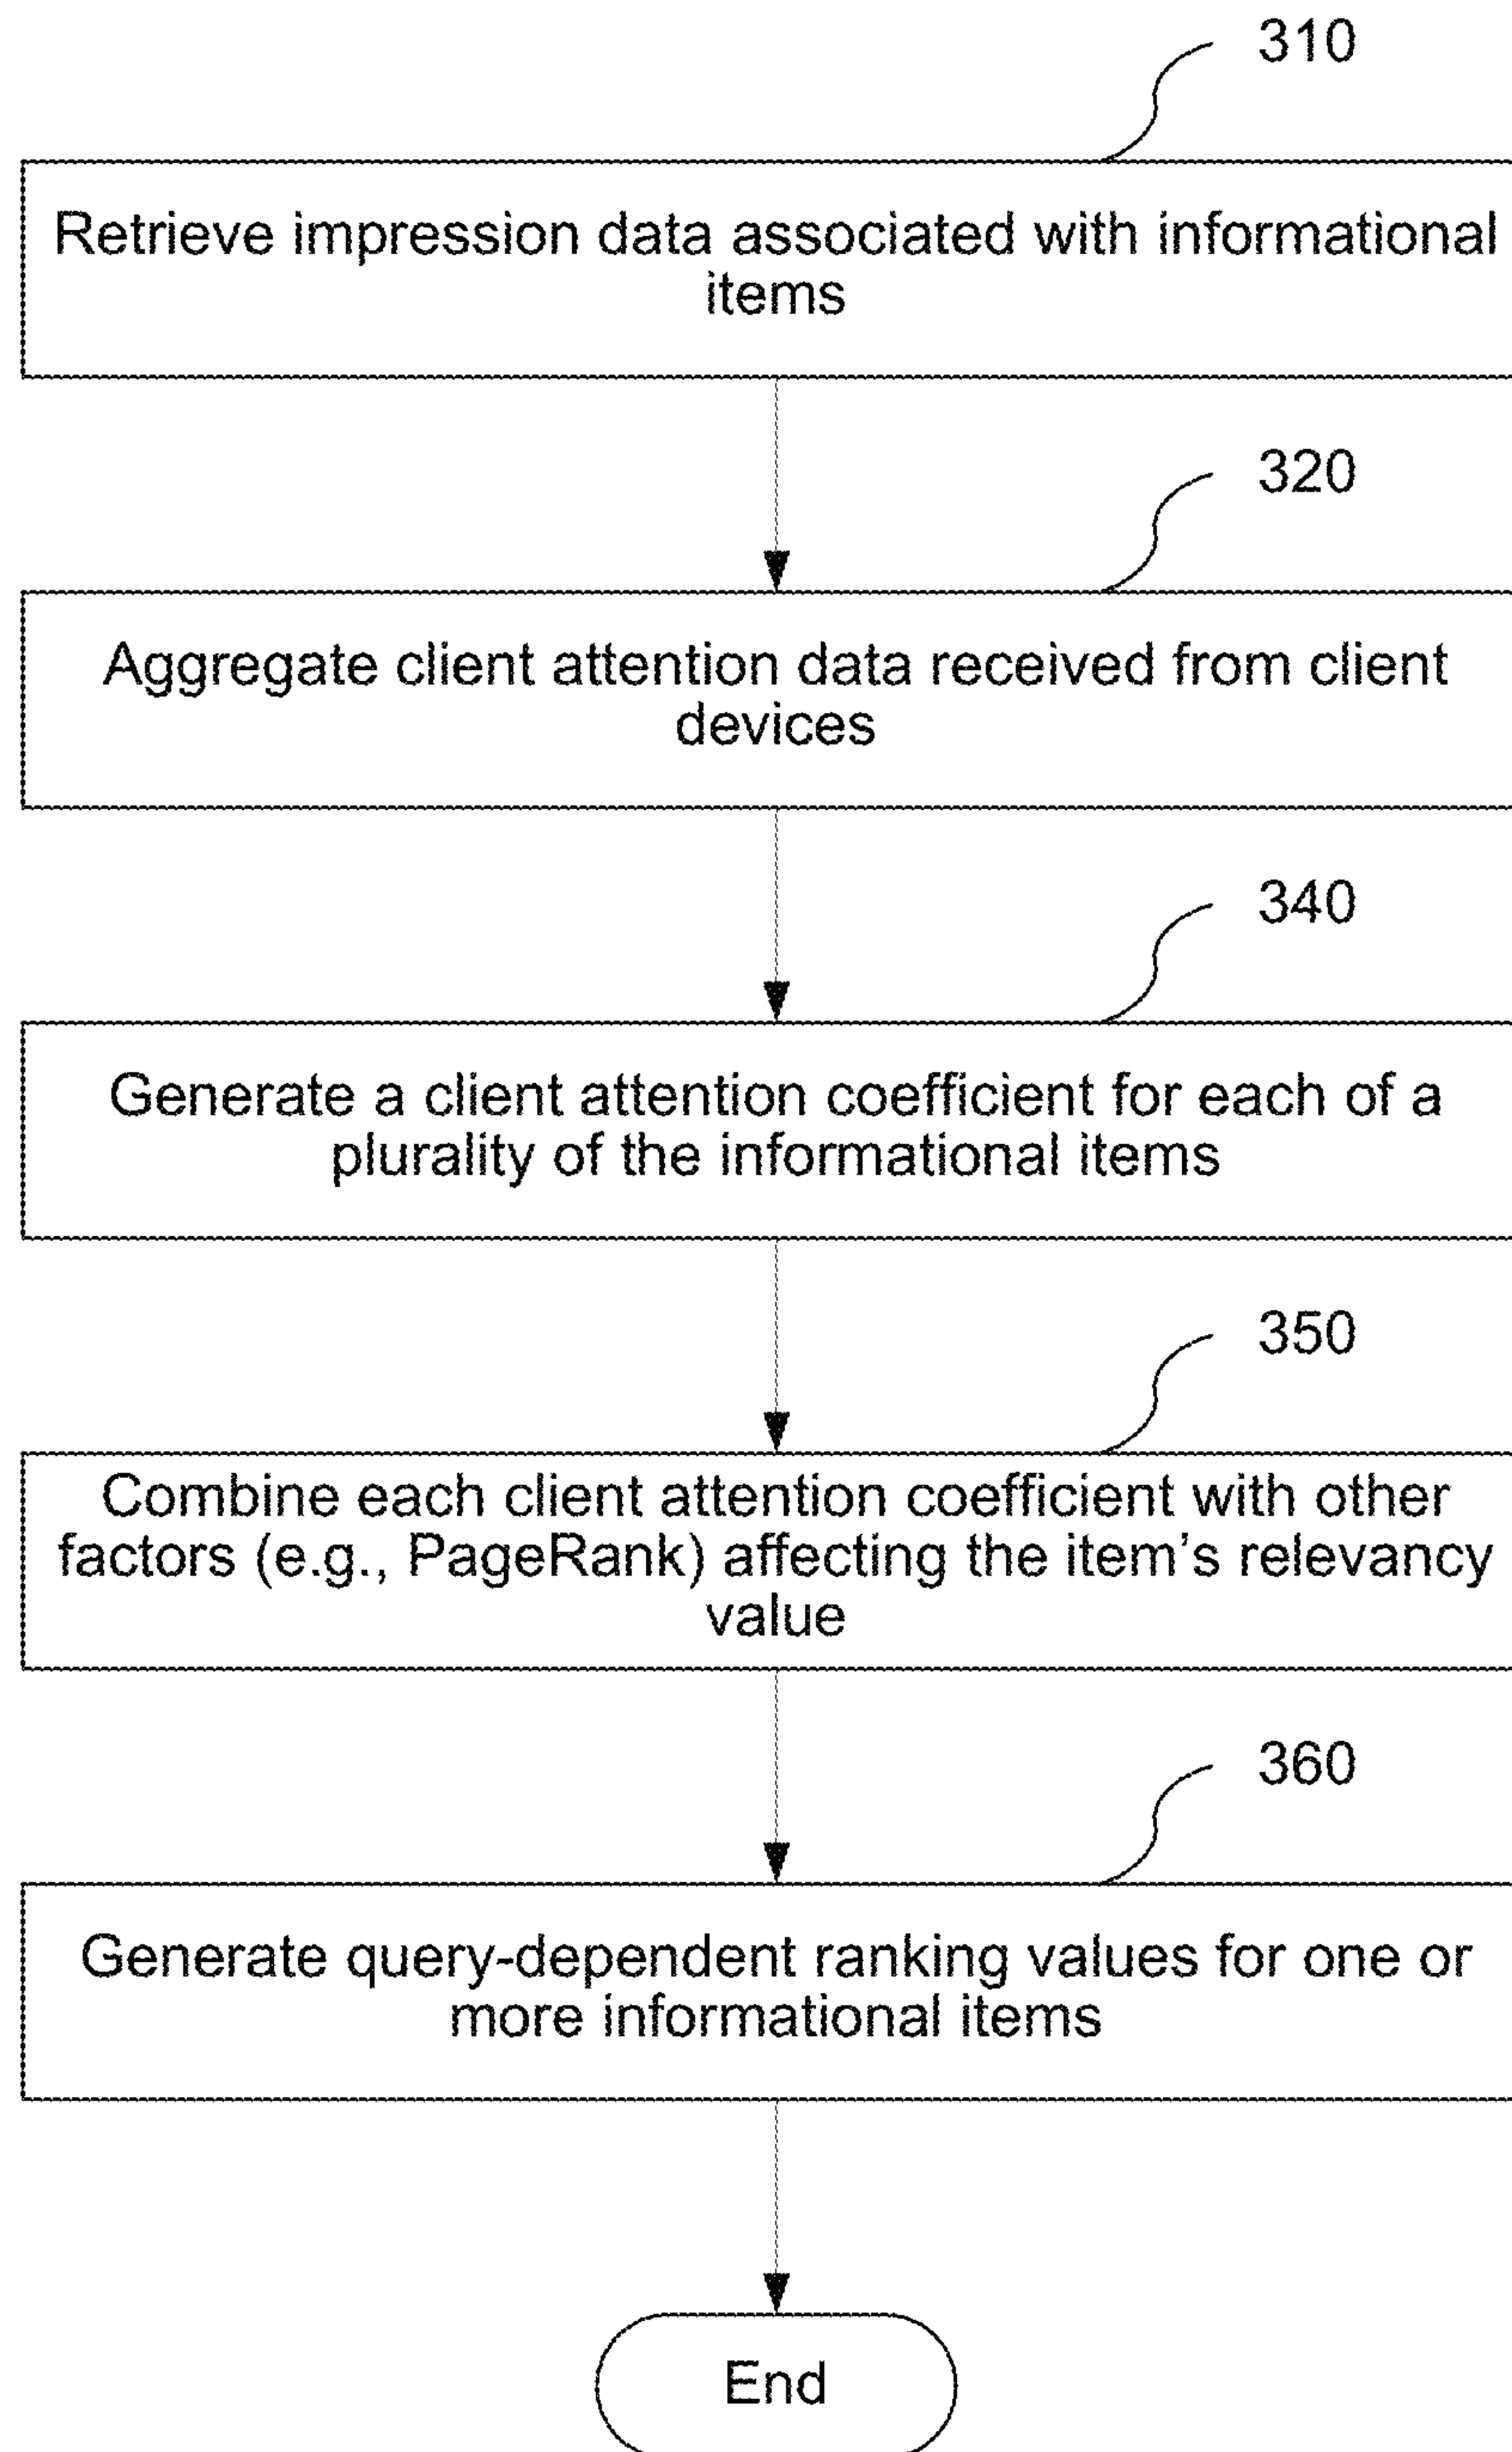 310
Retrieve impression data associated with informational
items
320
Aggregate client attention data received from client
devices
340
Generate a client attention coefficient for each of a
plurality of the informational items
350
Combine each client attention coefficient with other
factors (e.g., PageRank) affecting the item's relevancy
value
360
Generate query-dependent ranking values for one or
more informational items
End